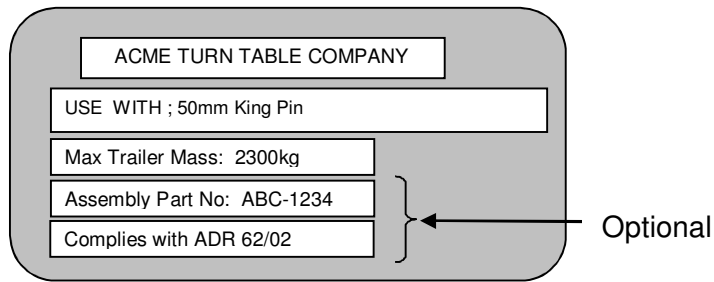 ACME TURN TABLE COMPANY
USE WITH ; 50mm King Pin
Max Trailer Mass: 2300kg
Assembly Part No: ABC-1234
Complies with ADR 62/02
Optional